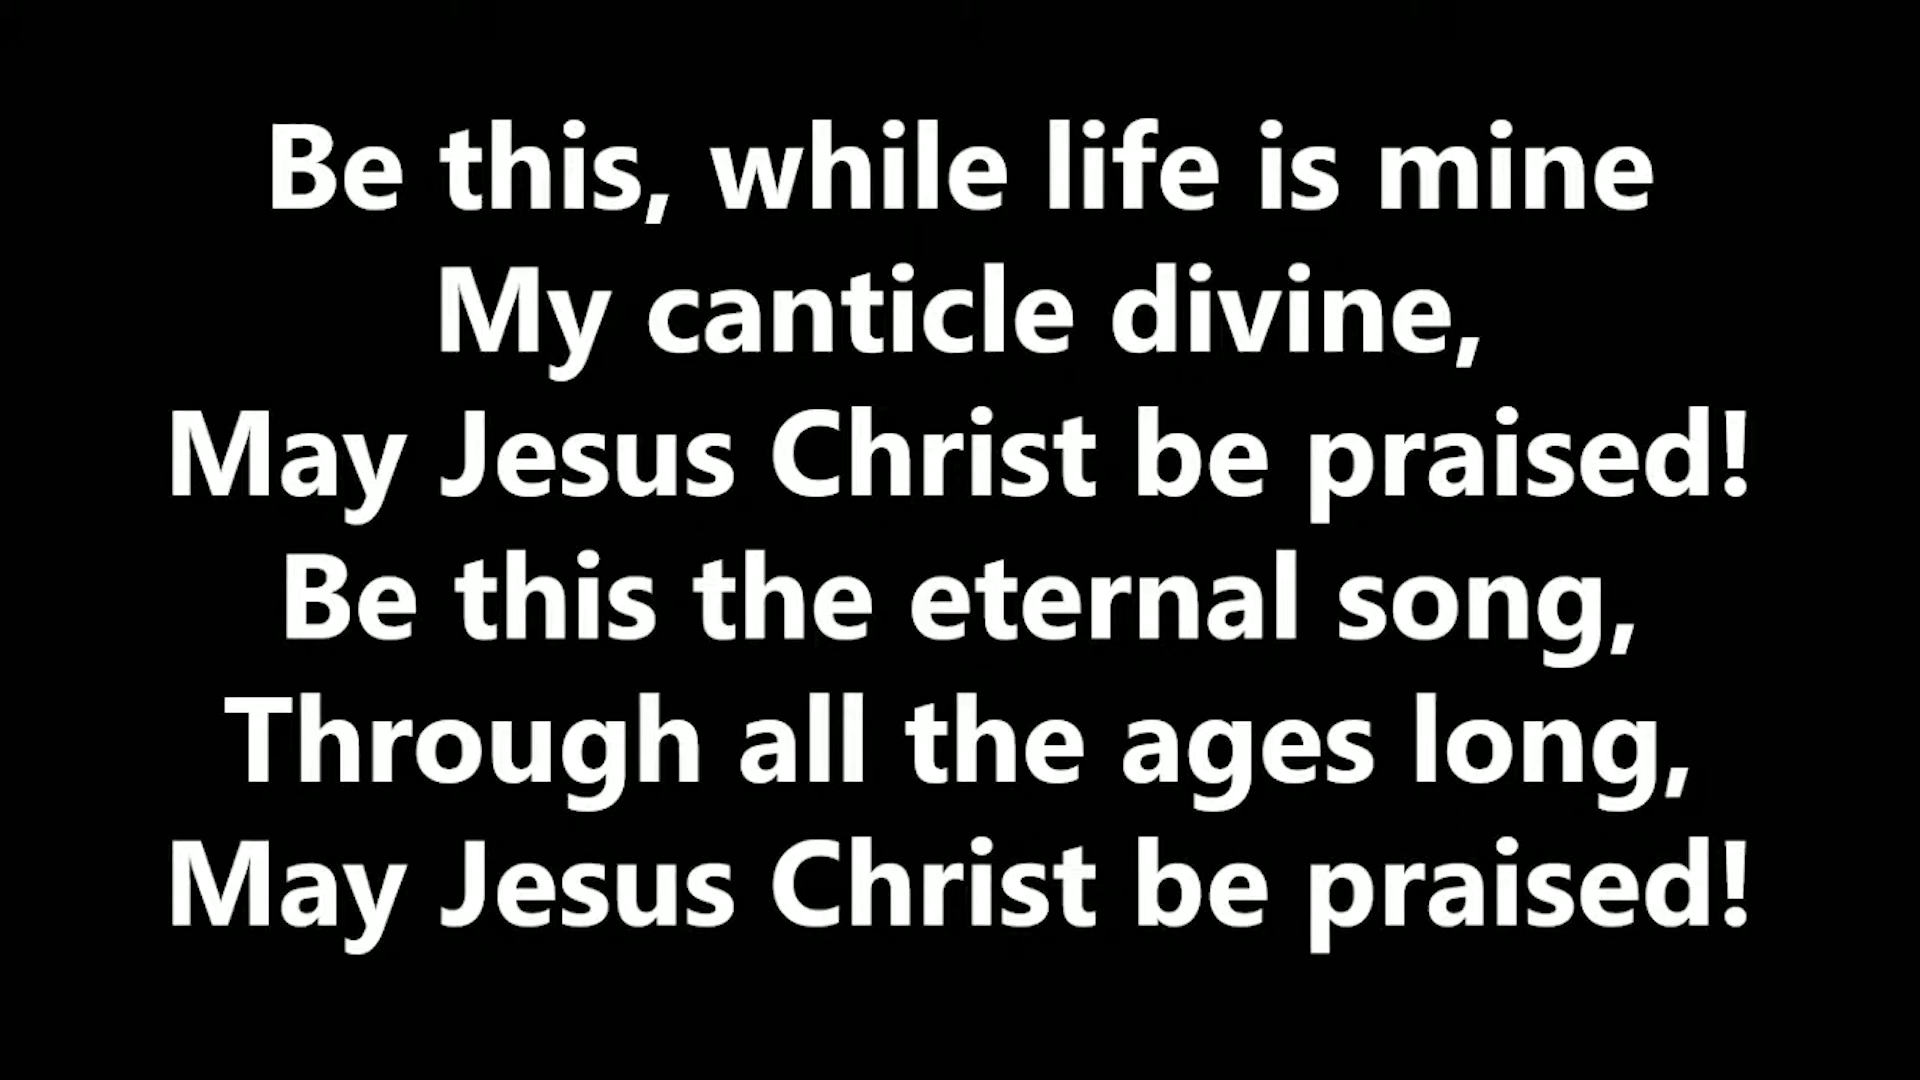 Be this, while life is mine
My canticle divine,
May Jesus Christ be praised!
Be this the eternal song,
Through all the ages long,
May Jesus Christ be praised!